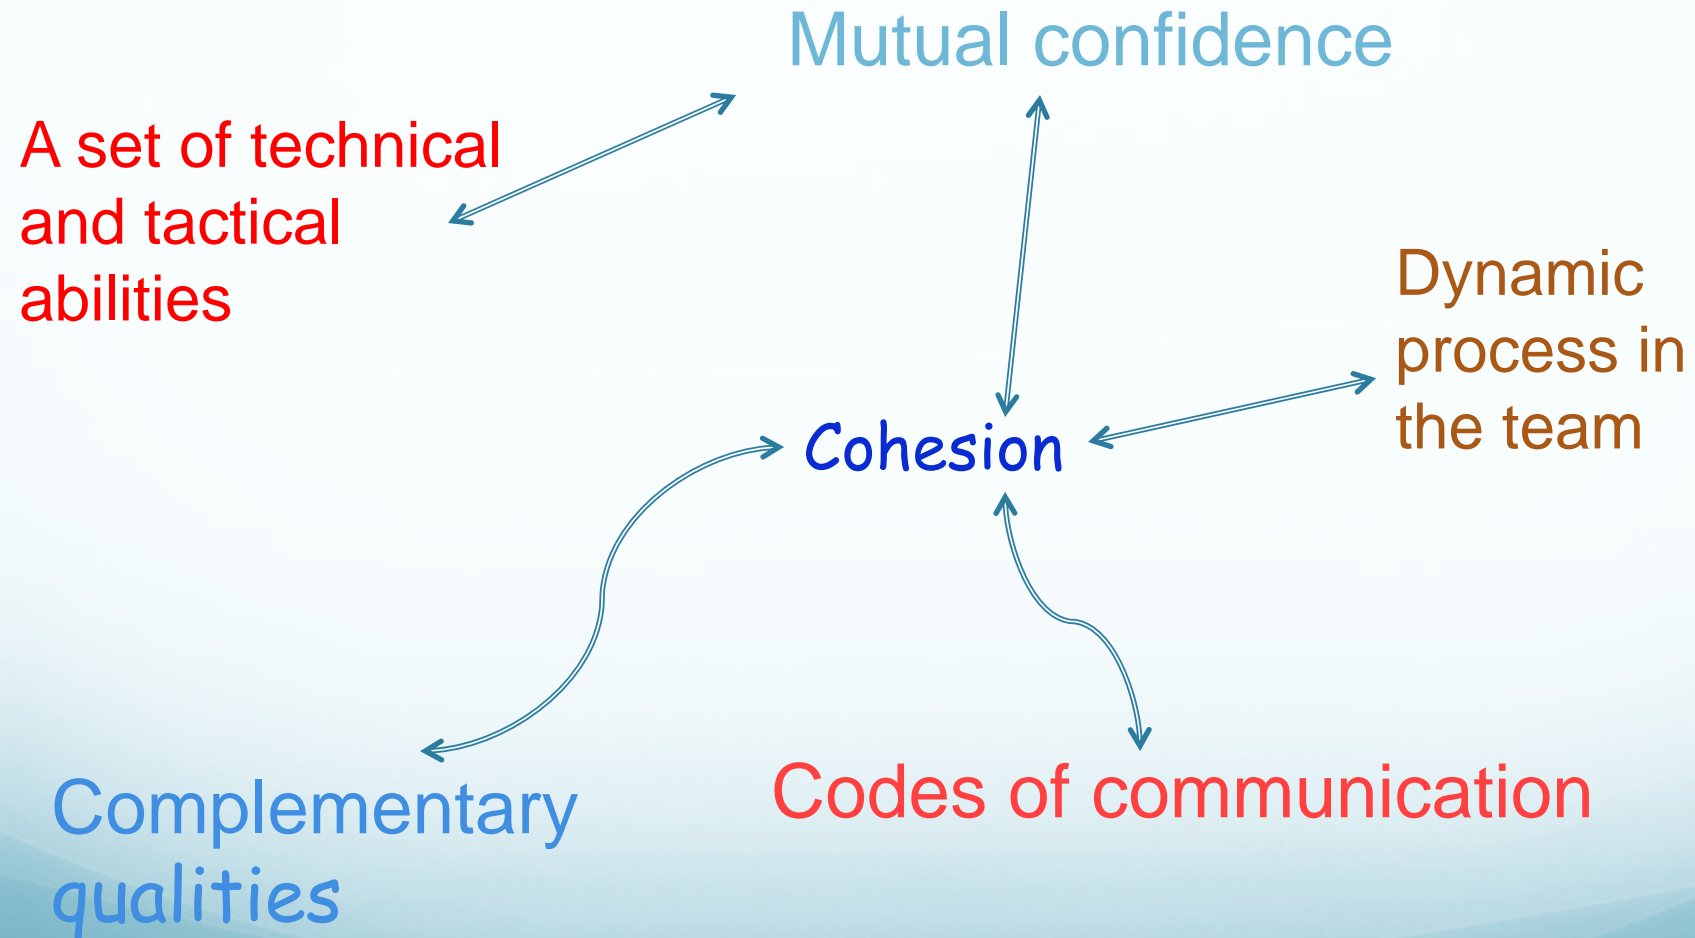 Mutual confidence
A set of technical
and tactical
abilities
Dynamic
process in
the team
Cohesion
Complementary
qualities
Codes of communication